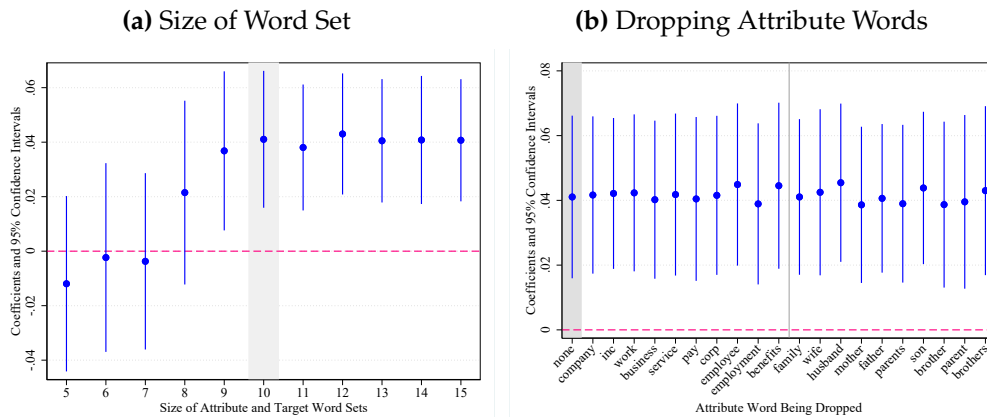 (a) Size of Word Set
Coefficients and 95% Confidence Intervals
.06
.04
.02
0
-.02
-.04
5 6 7 8 9 10 11 12 13 14 15
Size of Attribute and Target Word Sets
(b) Dropping Attribute Words
Coefficients and 95% Confidence Intervals
.08
.06
.04
.02
0
none company inc work business service pay corp employee employment benefits family wife husband mother father parents son brother parent brothers
Attribute Word Being Dropped